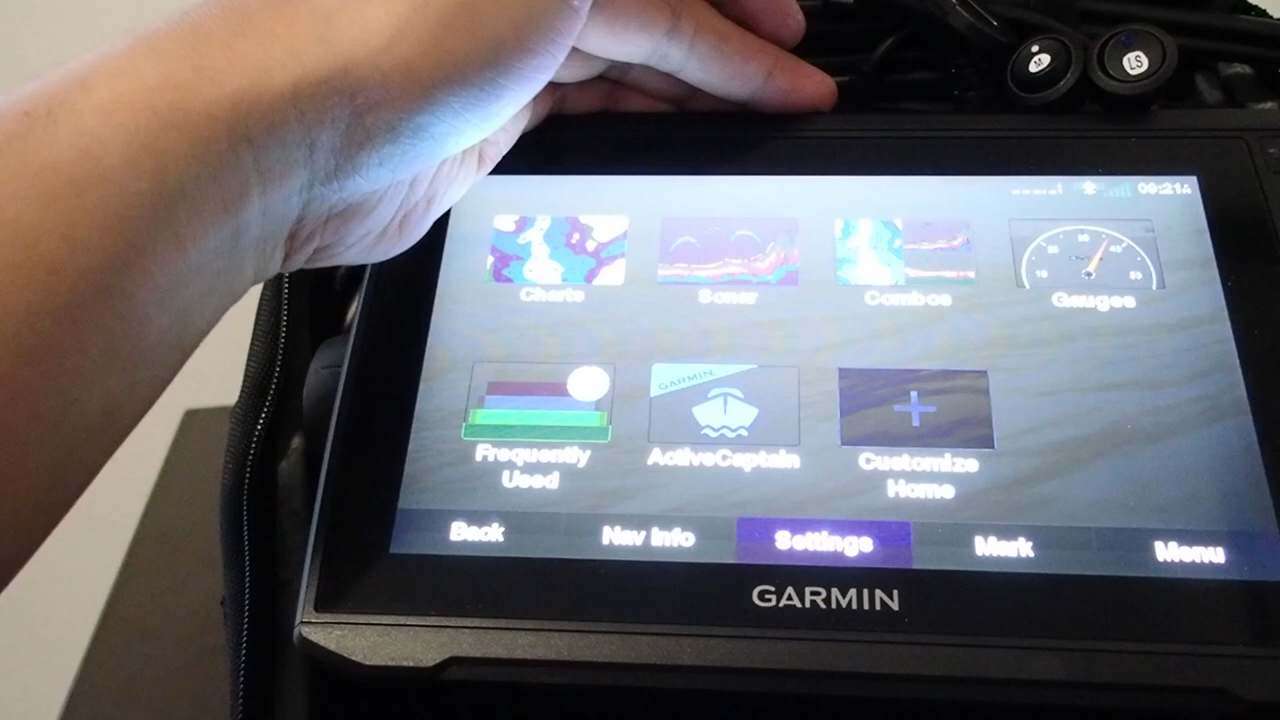 M
LS
09:21
Charts
Sonar
Combos
Gauges
GARMIN
Frequently
Used
ActiveCaptain
Customize
Home
Back
Nav Info
Settings
Mark
Menu
GARMIN